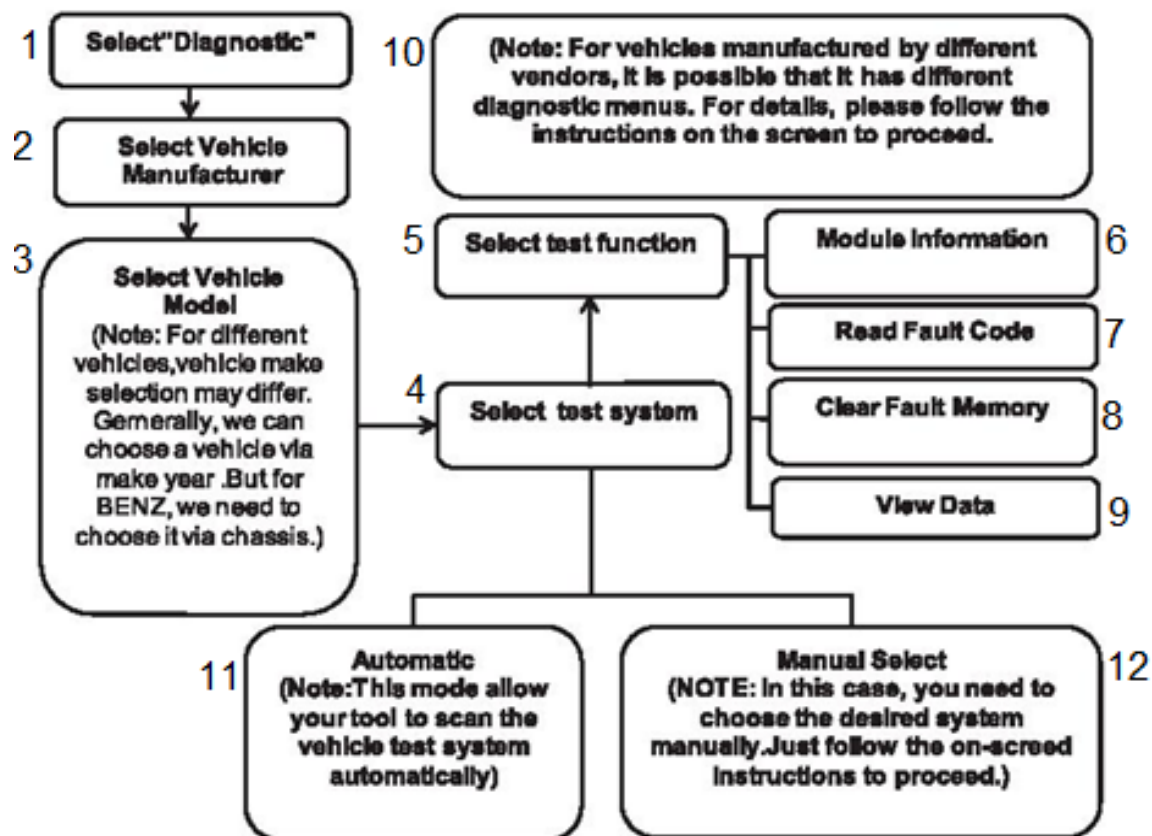 1
Select"Diagnostic"
2
Select Vehicle
Manufacturer
3
Select Vehicle
Model
(Note: For different
vehicles,vehicle make
selection may differ.
Gemerally, we can
choose a vehicle via
make year .But for
BENZ, we need to
choose it via chassis.)
4
Select test system
5
Select test function
6
Module Information
7
Read Fault Code
8
Clear Fault Memory
9
View Data
10
(Note: For vehicles manufactured by different
vendors, it is possible that it has different
diagnostic menus. For details, please follow the
instructions on the screen to proceed.
11
Automatic
(Note:This mode allow
your tool to scan the
vehicle test system
automatically)
12
Manual Select
(NOTE: In this case, you need to
choose the desired system
manually.Just follow the on-screed
instructions to proceed.)